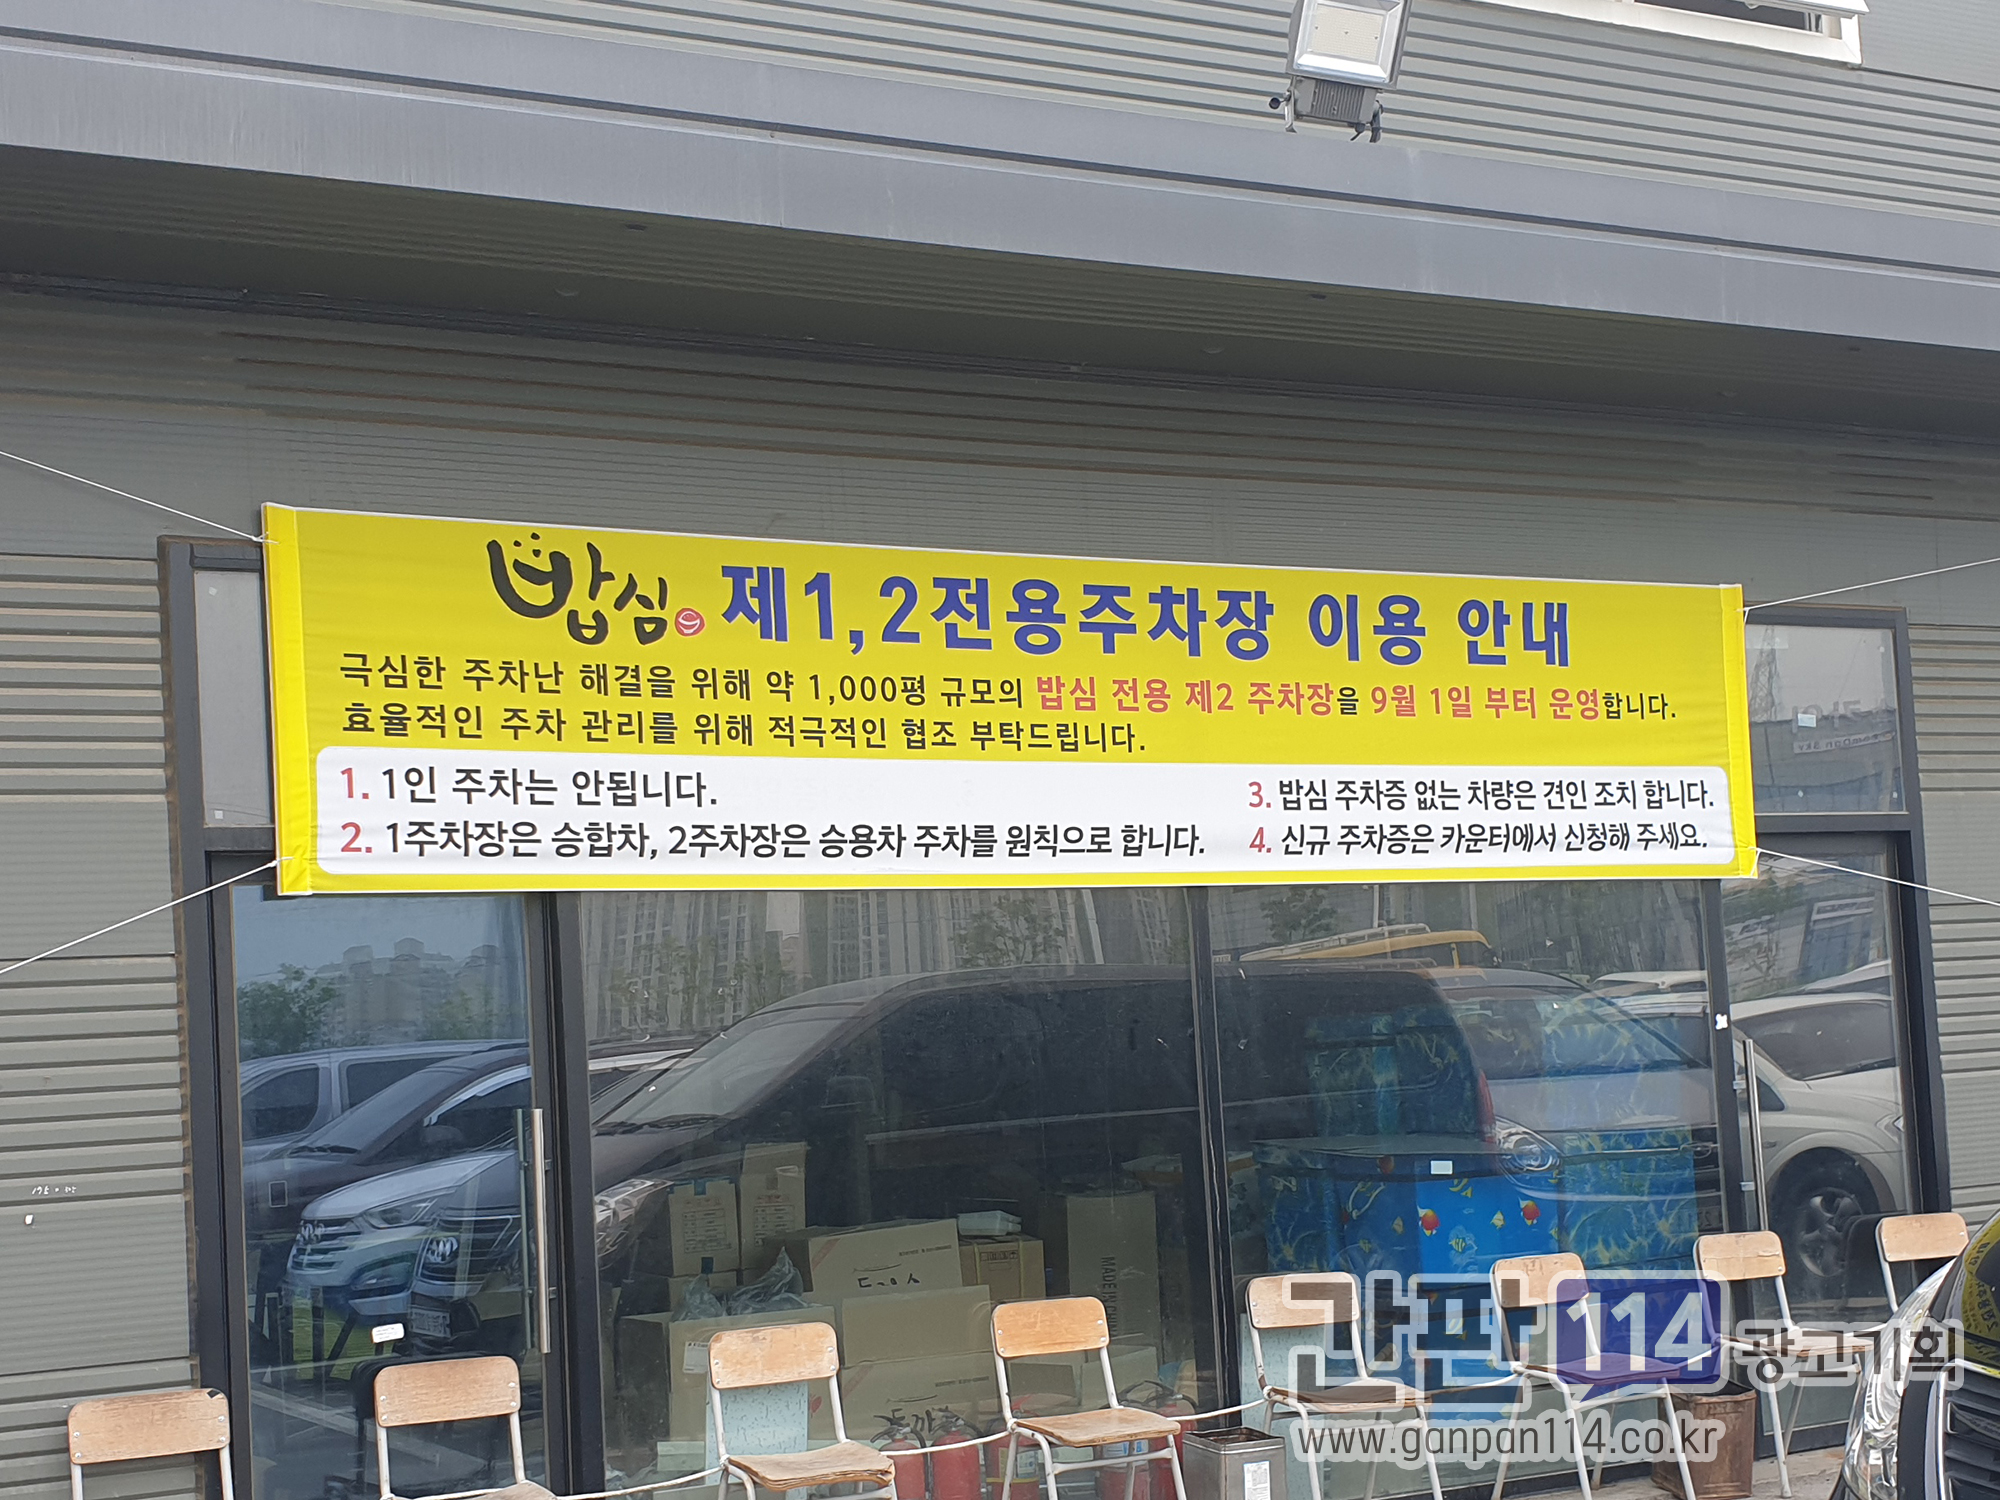 밥심 제1,2전용주차장 이용 안내
극심한 주차난 해결을 위해 약 1,000평 규모의 밥심 전용 제2 주차장을 9월 1일 부터 운영합니다.
효율적인 주차 관리를 위해 적극적인 협조 부탁드립니다.
1. 1인 주차는 안됩니다.
2. 1주차장은 승합차, 2주차장은 승용차 주차를 원칙으로 합니다.
3. 밥심 주차증 없는 차량은 견인 조치 합니다.
4. 신규 주차증은 카운터에서 신청해 주세요.
MADE IN
간판 114 광고기획
www.ganpan114.co.kr